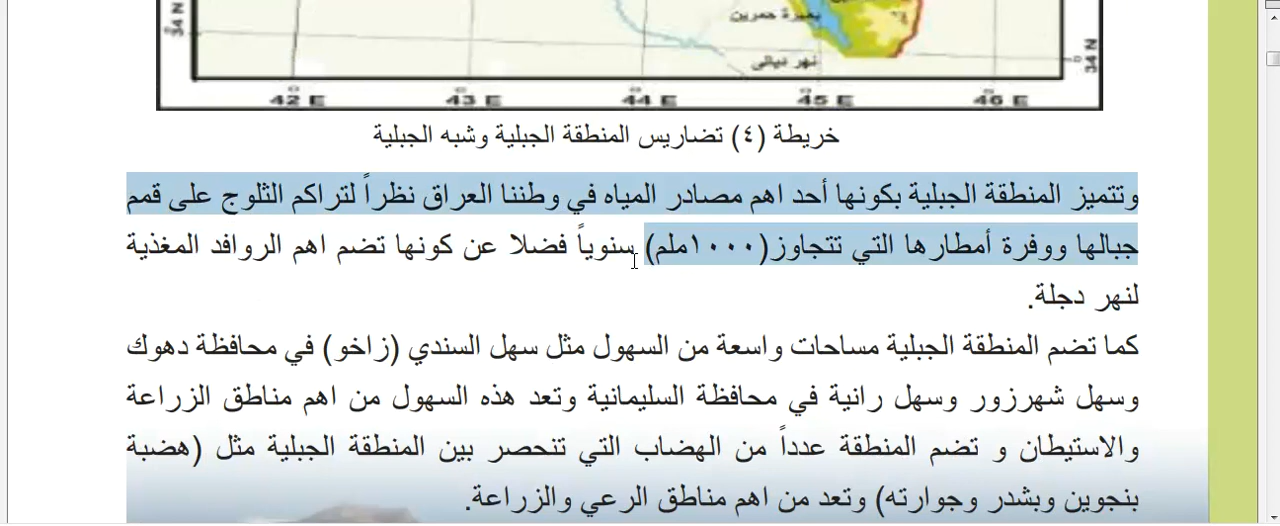 بحيرة حمرين
34 N
نهر ديالى
34 N
42 E 43 E 44 E 45 E 46 E
خريطة (٤) تضاريس المنطقة الجبلية وشبه الجبلية
وتتميز المنطقة الجبلية بكونها أحد اهم مصادر المياه في وطننا العراق نظراً لتراكم الثلوج على قمم
جبالها ووفرة أمطارها التي تتجاوز(١٠٠٠ملم) سنوياً فضلا عن كونها تضم اهم الروافد المغذية
لنهر دجلة.
كما تضم المنطقة الجبلية مساحات واسعة من السهول مثل سهل السندي (زاخو) في محافظة دهوك
وسهل شهرزور وسهل رانية في محافظة السليمانية وتعد هذه السهول من اهم مناطق الزراعة
والاستيطان و تضم المنطقة عدداً من الهضاب التي تنحصر بين المنطقة الجبلية مثل (هضبة
بنجوين وبشدر وجوارته) وتعد من اهم مناطق الرعي والزراعة.